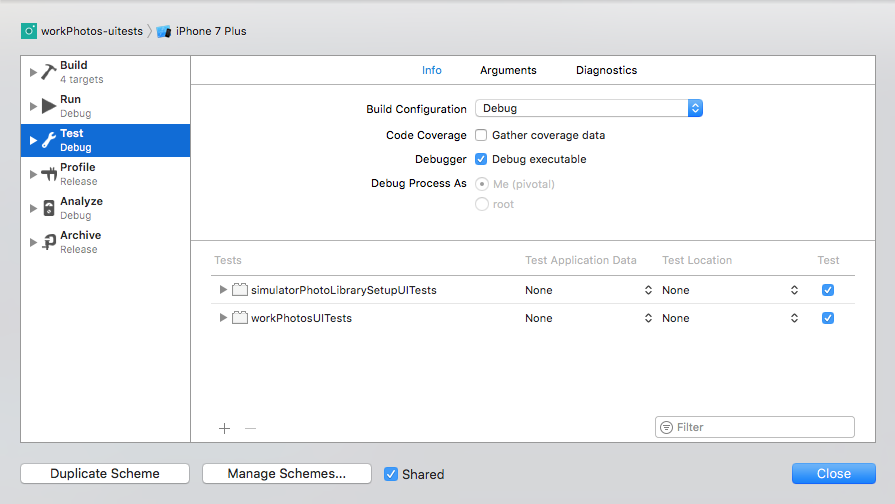 workPhotos-uitests iPhone 7 Plus
Build
4 targets
Run
Debug
Test
Debug
Profile
Release
Analyze
Debug
Archive
Release
Info Arguments Diagnostics
Build Configuration Debug
Code Coverage Gather coverage data
Debugger Debug executable
Debug Process As Me (pivotal)
root
Tests Test Application Data Test Location Test
simulatorPhotoLibrarySetupUITests None None
workPhotosUITests None None
Filter
Duplicate Scheme Manage Schemes... Shared Close